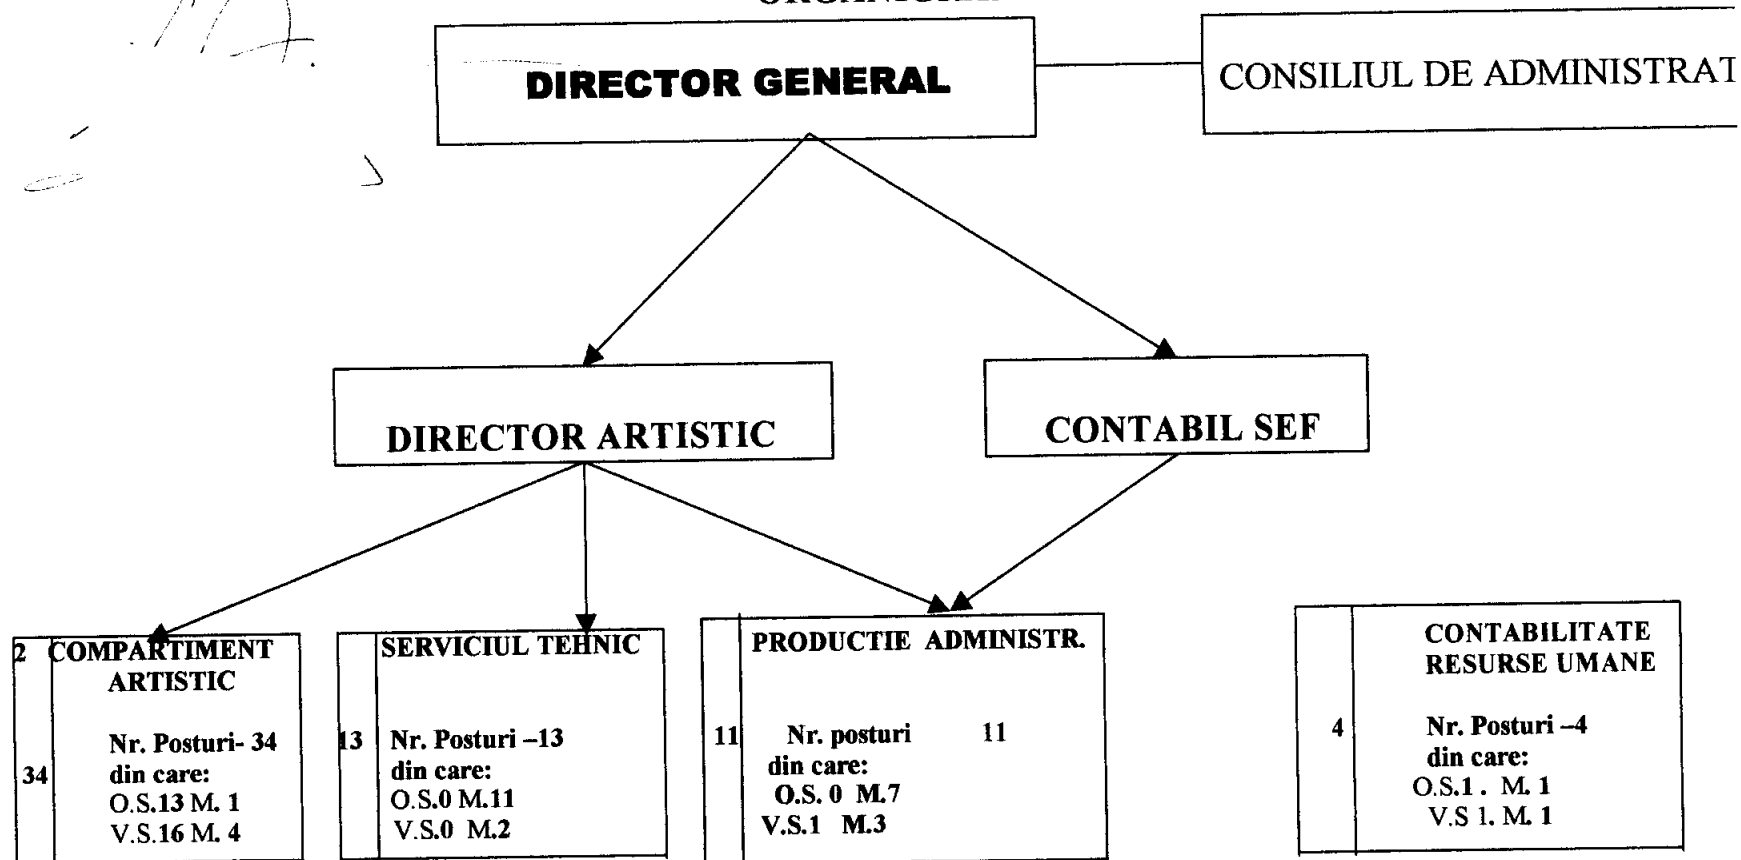 DIRECTOR GENERAL
CONSILIUL DE ADMINISTRAT
DIRECTOR ARTISTIC
CONTABIL SEF
2 COMPARTIMENT
ARTISTIC
Nr. Posturi- 34
34 din care:
O.S.13 M. 1
V.S.16 M. 4
SERVICIUL TEHNIC
13 Nr. Posturi –13
din care:
O.S.0 M.11
V.S.0 M.2
PRODUCTIE ADMINISTR.
11 Nr. posturi 11
din care:
O.S. 0 M.7
V.S.1 M.3
CONTABILITATE
RESURSE UMANE
4 Nr. Posturi –4
din care:
O.S.1. M. 1
V.S 1. M. 1